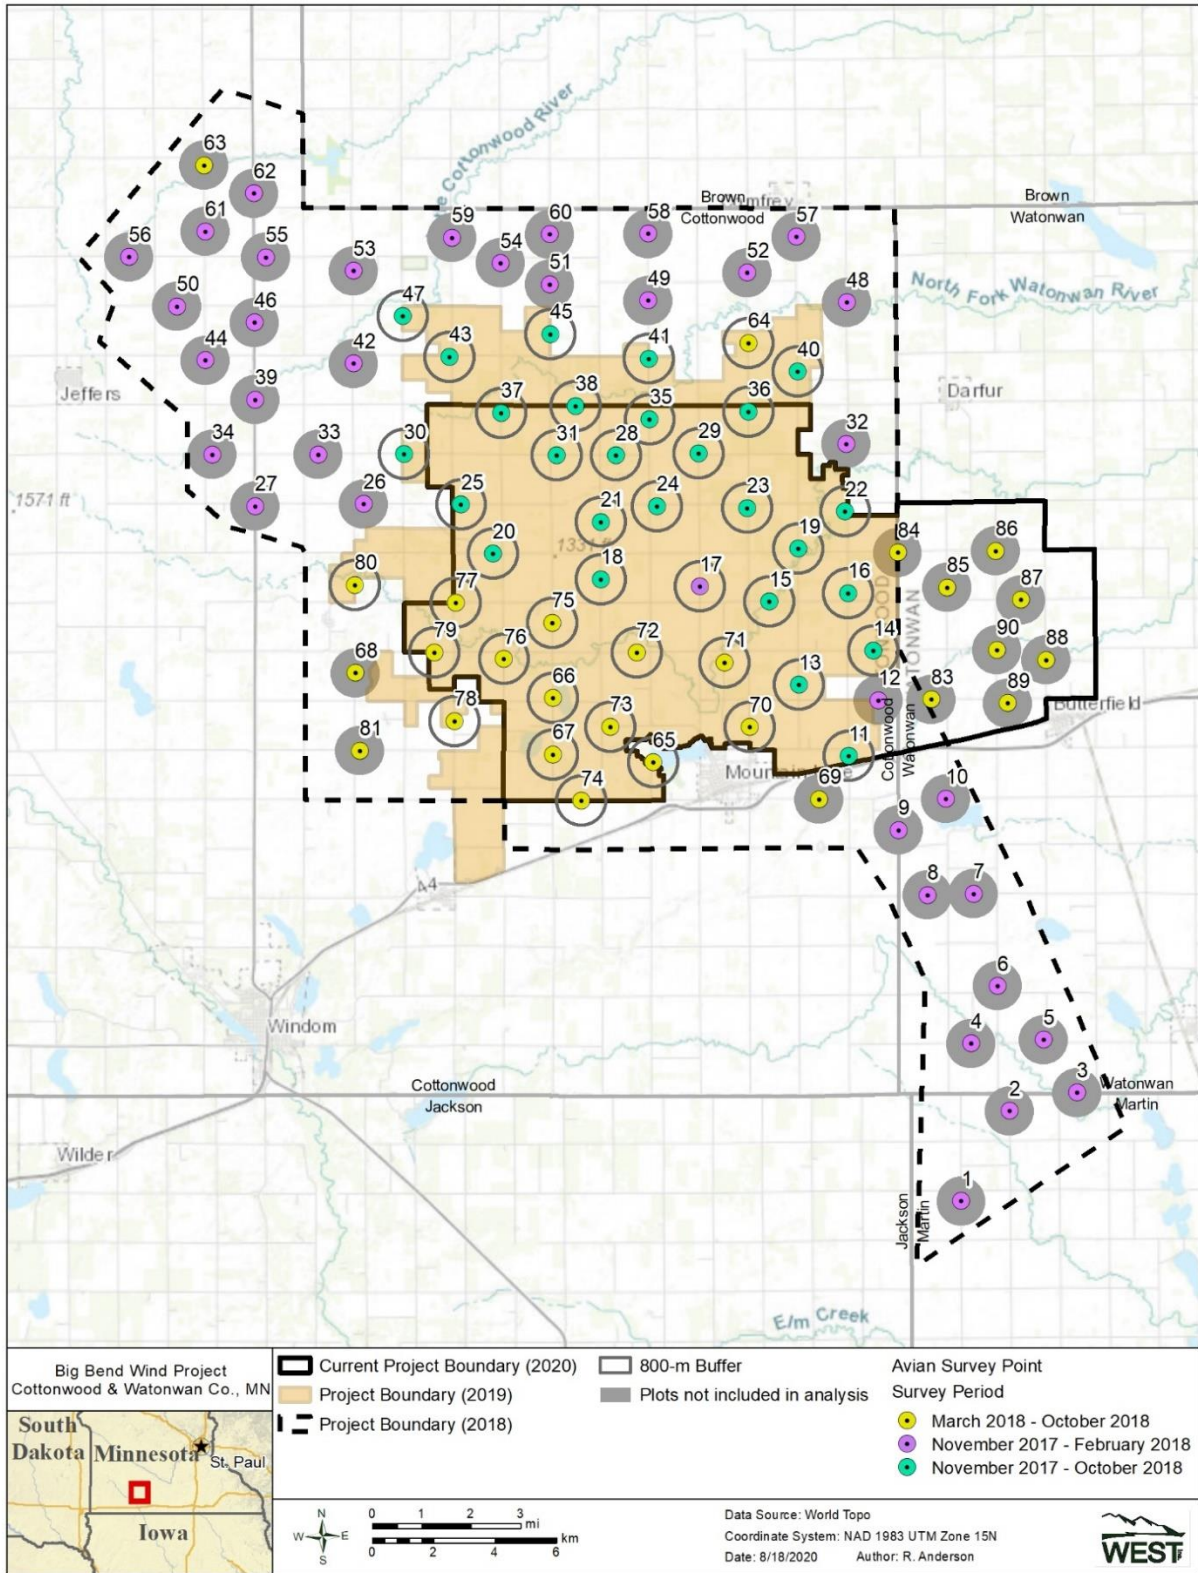 63
62
61
56
55
53
50
46
44
42
39
34
33
27
26
59
60
58
57
54
51
52
49
48
47
45
43
41
64
40
37
38
35
36
32
30
31
28
29
25
24
23
22
21
20
19
18
17
16
15
14
13
12
11
84
86
85
87
90
88
83
89
80
77
75
79
76
72
71
68
66
78
73
70
81
67
65
74
69
10
9
8
7
6
5
4
3
2
1
Cottonwood River
Brown
Cottonwood
Brown
Watonwan
North Fork Watonwan River
Jeffers
Darfur
1571 ft
1331 ft
WATONWAN
Butterfield
Cottonwood
Watonwan
44
Windom
Cottonwood
Jackson
Watonwan
Martin
Wilder
Jackson
Martin
Elm Creek
Big Bend Wind Project
Cottonwood & Watonwan Co., MN
South
Dakota
Minnesota
St. Paul
Iowa
Current Project Boundary (2020)
Project Boundary (2019)
Project Boundary (2018)
800-m Buffer
Plots not included in analysis
Avian Survey Point
Survey Period
March 2018 - October 2018
November 2017 - February 2018
November 2017 - October 2018
N
W E
S
0 1 2 3
mi
km
0 2 4 6
Data Source: World Topo
Coordinate System: NAD 1983 UTM Zone 15N
Date: 8/18/2020 Author: R. Anderson
WEST